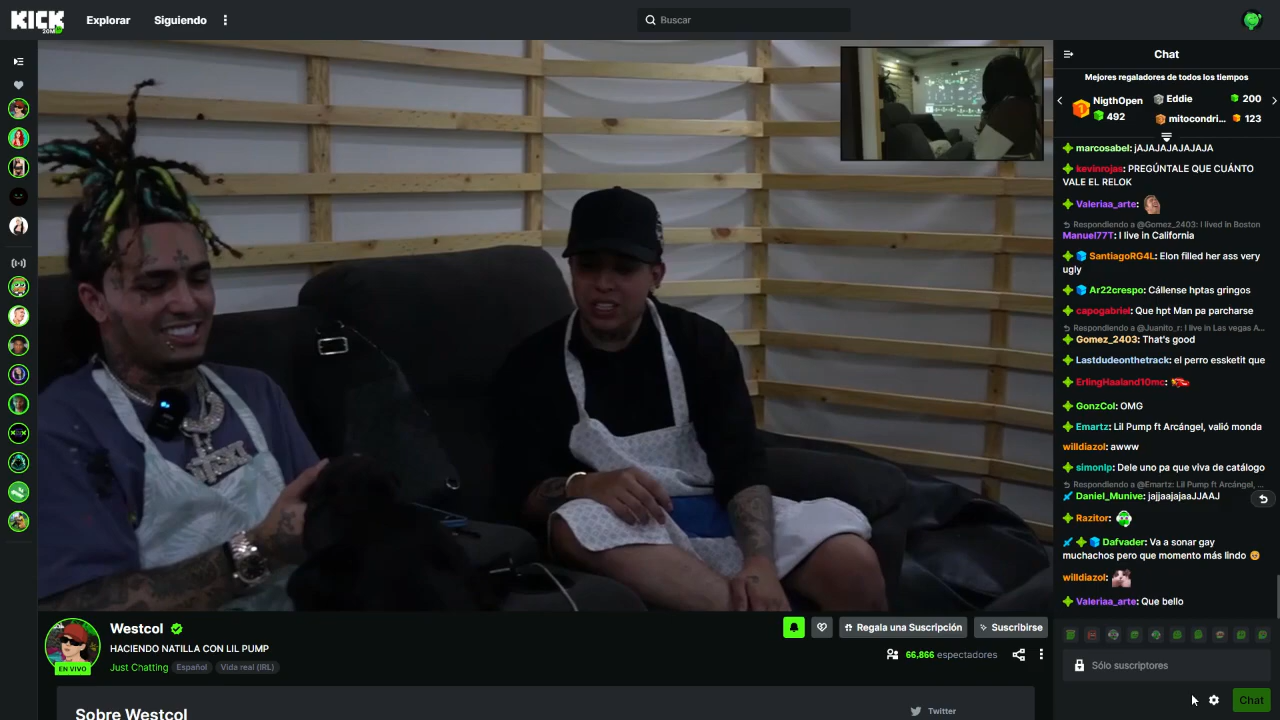 KICK
20M
Explorar
Siguiendo
Buscar
Chat
Mejores regaladores de todos los tiempos
NigthOpen
492
Eddie
200
mitocondri...
123
marcosabel: jAJAJAJAJAJAJA
kevinrojas: PREGÚNTALE QUE CUÁNTO
VALE EL RELOK
Valeriaa_arte:
Respondiendo a @Gomez_2403: I lived in Boston
Manuel77T: I live in California
SantiagoRG4L: Elon filled her ass very
ugly
Ar22crespo: Cállense hptas gringos
capogabriel: Que hpt Man pa parcharse
Respondiendo a @Juanito_r: I live in Las vegas A...
Gomez_2403: That's good
Lastdudeonthetrack: el perro essketit que
ErlingHaaland10mc:
GonzCol: OMG
Emartz: Lil Pump ft Arcángel, valió monda
willdiazol: awww
simonlp: Dele uno pa que viva de catálogo
Respondiendo a @Emartz: Lil Pump ft Arcángel, ...
Daniel_Munive: jajjaajajaaJJAAJ
Razitor:
Dafvader: Va a sonar gay
muchachos pero que momento más lindo
willdiazol:
Valeriaa_arte: Que bello
Sólo suscriptores
Chat
EN VIVO
Westcol
HACIENDO NATILLA CON LIL PUMP
Just Chatting
Español
Vida real (IRL)
Regala una Suscripción
Suscribirse
66,866 espectadores
Sobre Westcol
Twitter